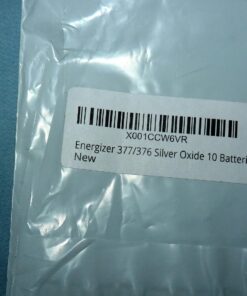 X001CCW6VR
Energizer 377/376 Silver Oxide 10 Batteri
New